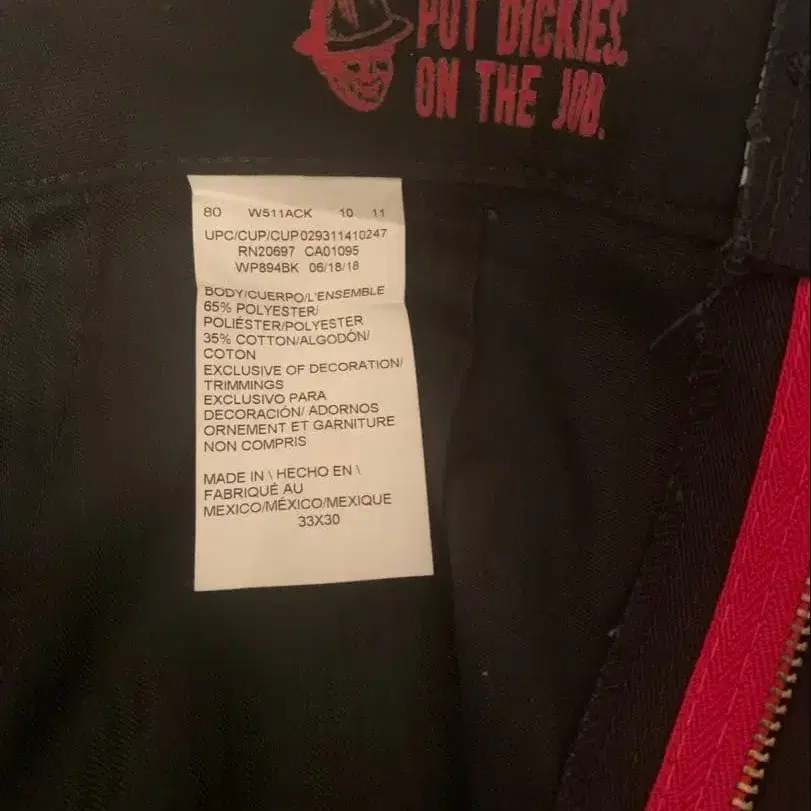 PUT DICKIES
ON THE JOB.
80 W511ACK 10 11
UPC/CUP/CUP029311410247
RN20697 CA01095
WP894BK 06/18/18
BODY/CUERPO/L'ENSEMBLE
65% POLYESTER/
POLIÉSTER/POLYESTER
35% COTTON/ALGODÓN/
COTON
EXCLUSIVE OF DECORATION/
TRIMMINGS
EXCLUSIVO PARA
DECORACIÓN/ ADORNOS
ORNEMENT ET GARNITURE
NON COMPRIS
MADE IN \ HECHO EN \
FABRIQUÉ AU
MEXICO/MÉXICO/MEXIQUE
33X30